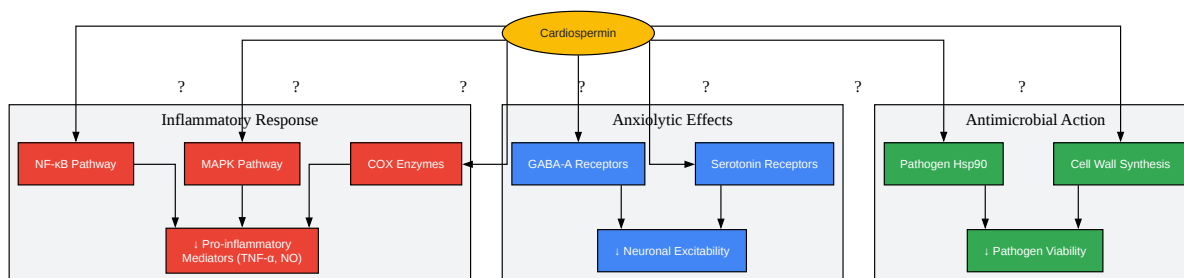 Cardiospermin
? ? ? ? ? ? ?
Inflammatory Response
Anxiolytic Effects
Antimicrobial Action
NF-κB Pathway
MAPK Pathway
COX Enzymes
GABA-A Receptors
Serotonin Receptors
Pathogen Hsp90
Cell Wall Synthesis
↓ Pro-inflammatory
Mediators (TNF-α, NO)
↓ Neuronal Excitability
↓ Pathogen Viability